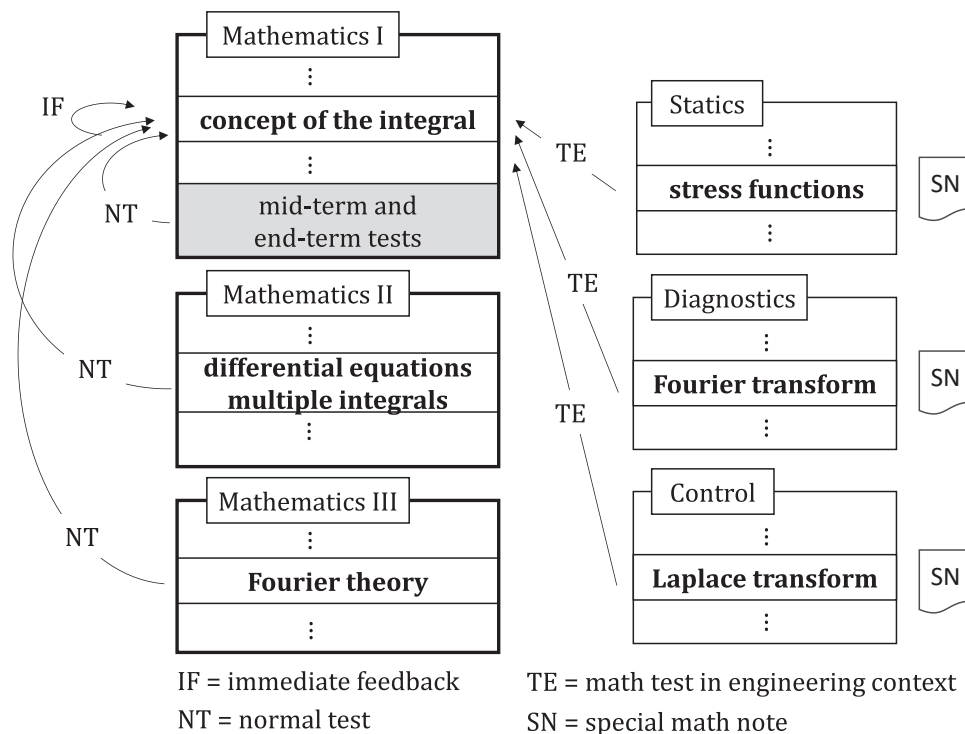 Mathematics I
⋮
IF
concept of the integral
⋮
NT
mid-term and
end-term tests
Mathematics II
⋮
NT
differential equations
multiple integrals
⋮
Mathematics III
⋮
NT
Fourier theory
⋮
Statics
⋮
TE
stress functions
SN
⋮
Diagnostics
⋮
TE
Fourier transform
SN
⋮
Control
⋮
TE
Laplace transform
SN
⋮
IF = immediate feedback
NT = normal test
TE = math test in engineering context
SN = special math note